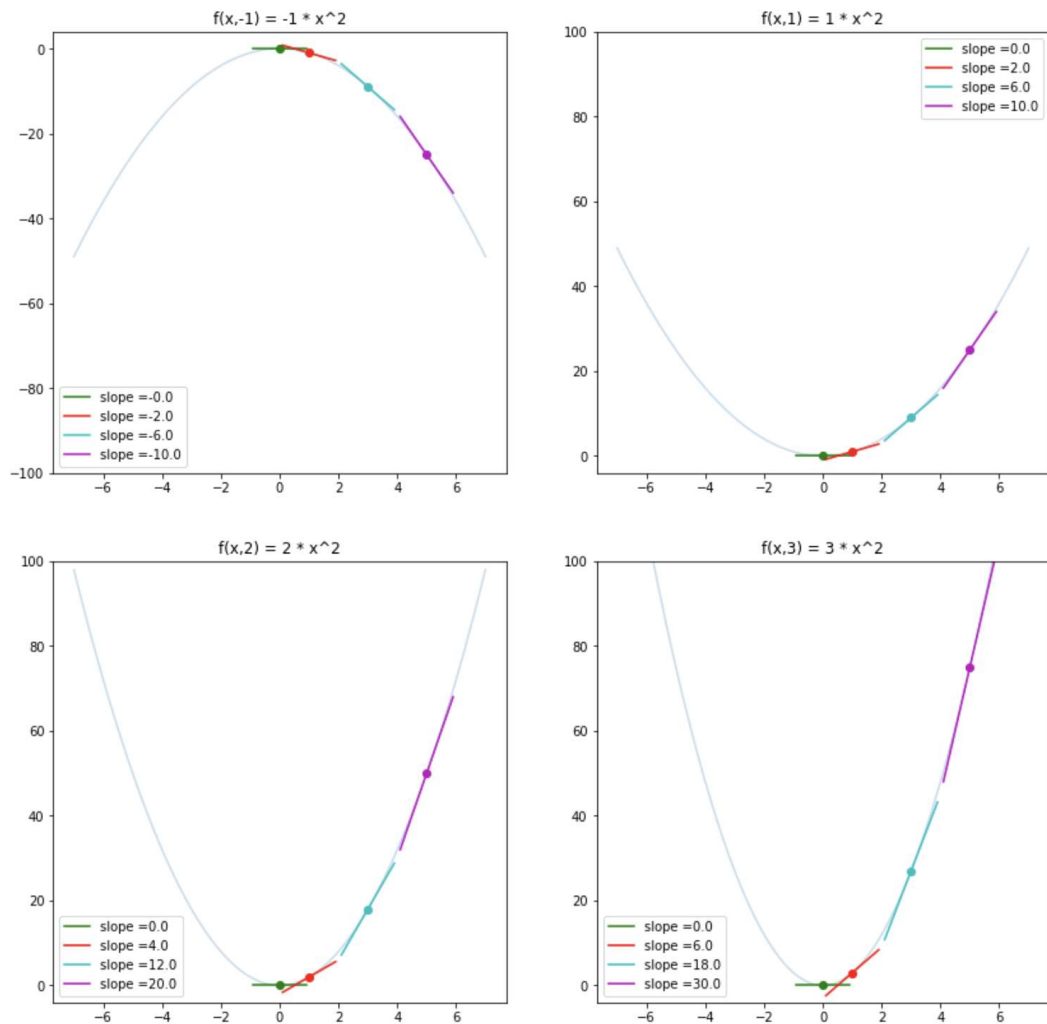 f(x,-1) = -1 * x^2
0
−20
−40
−60
−80
−100
slope =-0.0
slope =-2.0
slope =-6.0
slope =-10.0
−6 −4 −2 0 2 4 6
f(x,1) = 1 * x^2
100
80
60
40
20
0
slope =0.0
slope =2.0
slope =6.0
slope =10.0
−6 −4 −2 0 2 4 6
f(x,2) = 2 * x^2
100
80
60
40
20
0
slope =0.0
slope =4.0
slope =12.0
slope =20.0
−6 −4 −2 0 2 4 6
f(x,3) = 3 * x^2
100
80
60
40
20
0
slope =0.0
slope =6.0
slope =18.0
slope =30.0
−6 −4 −2 0 2 4 6